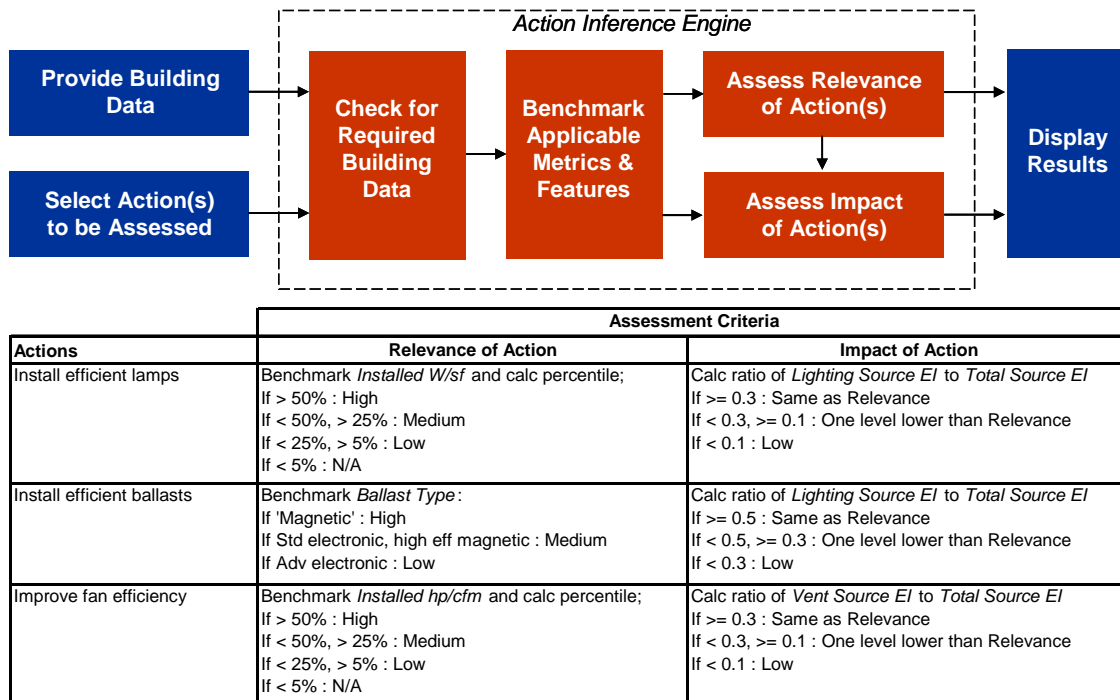 Action Inference Engine
Provide Building
Data
Select Action(s)
to be Assessed
Check for
Required
Building
Data
Benchmark
Applicable
Metrics &
Features
Assess Relevance
of Action(s)
Assess Impact
of Action(s)
Display
Results
Assessment Criteria
Actions
Relevance of Action
Impact of Action
Install efficient lamps
Benchmark Installed W/sf and calc percentile;
If > 50% : High
If < 50%, > 25% : Medium
If < 25%, > 5% : Low
If < 5% : N/A
Calc ratio of Lighting Source EI to Total Source EI
If >= 0.3 : Same as Relevance
If < 0.3, >= 0.1 : One level lower than Relevance
If < 0.1 : Low
Install efficient ballasts
Benchmark Ballast Type:
If 'Magnetic' : High
If Std electronic, high eff magnetic : Medium
If Adv electronic : Low
Calc ratio of Lighting Source EI to Total Source EI
If >= 0.5 : Same as Relevance
If < 0.5, >= 0.3 : One level lower than Relevance
If < 0.3 : Low
Improve fan efficiency
Benchmark Installed hp/cfm and calc percentile;
If > 50% : High
If < 50%, > 25% : Medium
If < 25%, > 5% : Low
If < 5% : N/A
Calc ratio of Vent Source EI to Total Source EI
If >= 0.3 : Same as Relevance
If < 0.3, >= 0.1 : One level lower than Relevance
If < 0.1 : Low